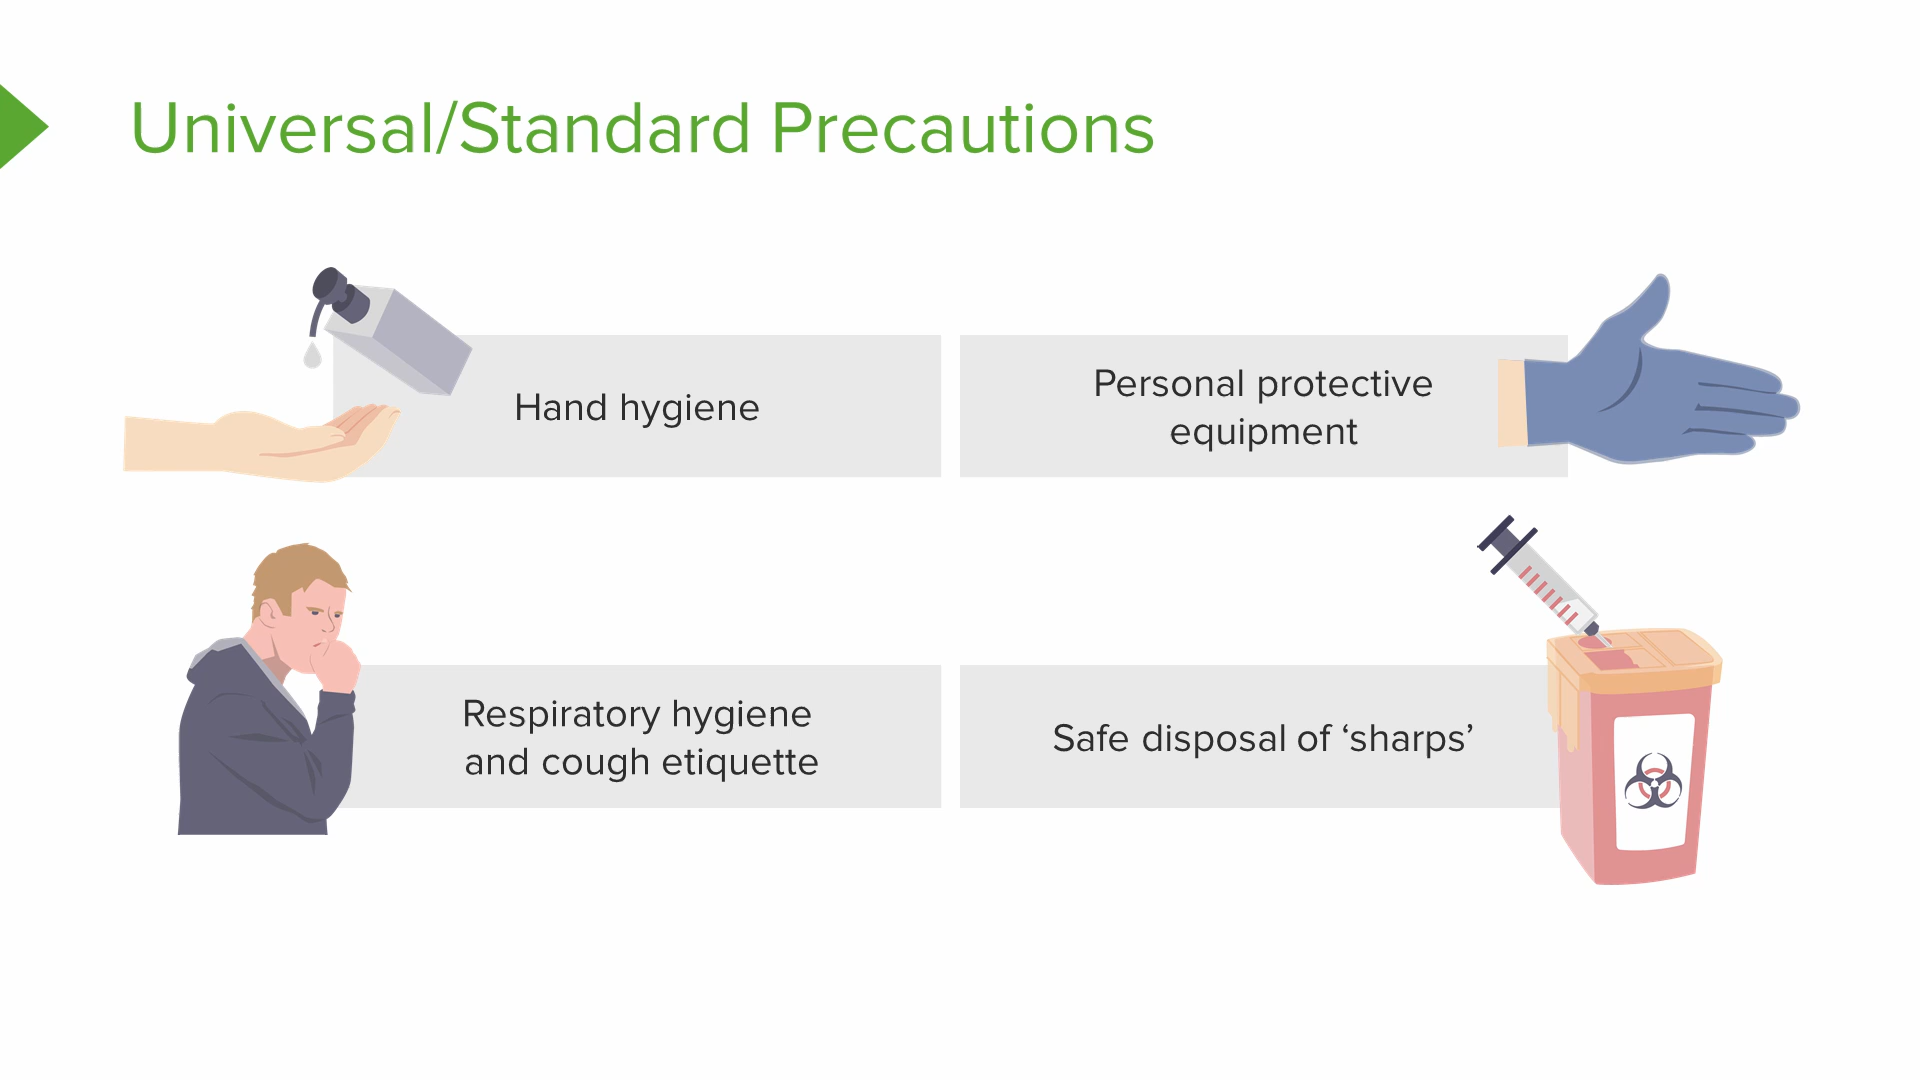 Universal/Standard Precautions
Hand hygiene
Personal protective
equipment
Respiratory hygiene
and cough etiquette
Safe disposal of ‘sharps’